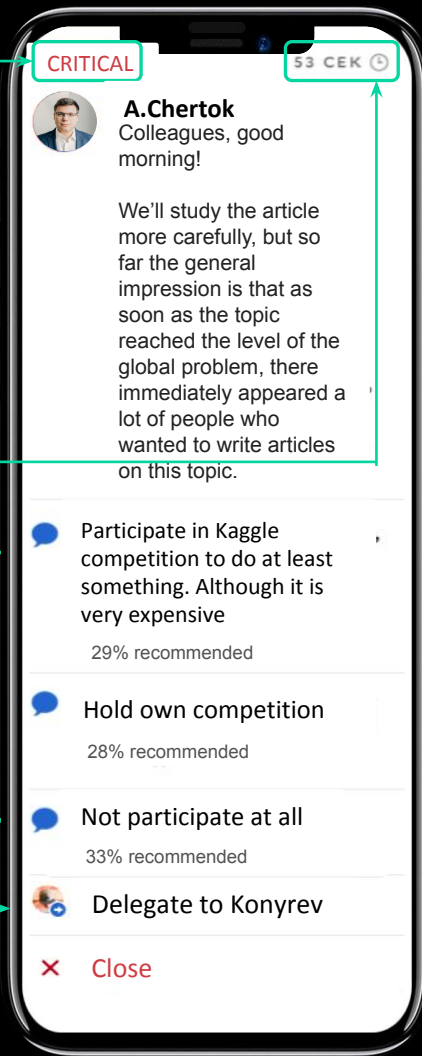 CRITICAL
53 СЕК
A.Chertok
Colleagues, good
morning!
We'll study the article
more carefully, but so
far the general
impression is that as
soon as the topic
reached the level of the
global problem, there
immediately appeared a
lot of people who
wanted to write articles
on this topic.
Participate in Kaggle
competition to do at least
something. Although it is
very expensive
29% recommended
Hold own competition
28% recommended
Not participate at all
33% recommended
Delegate to Konyrev
Close